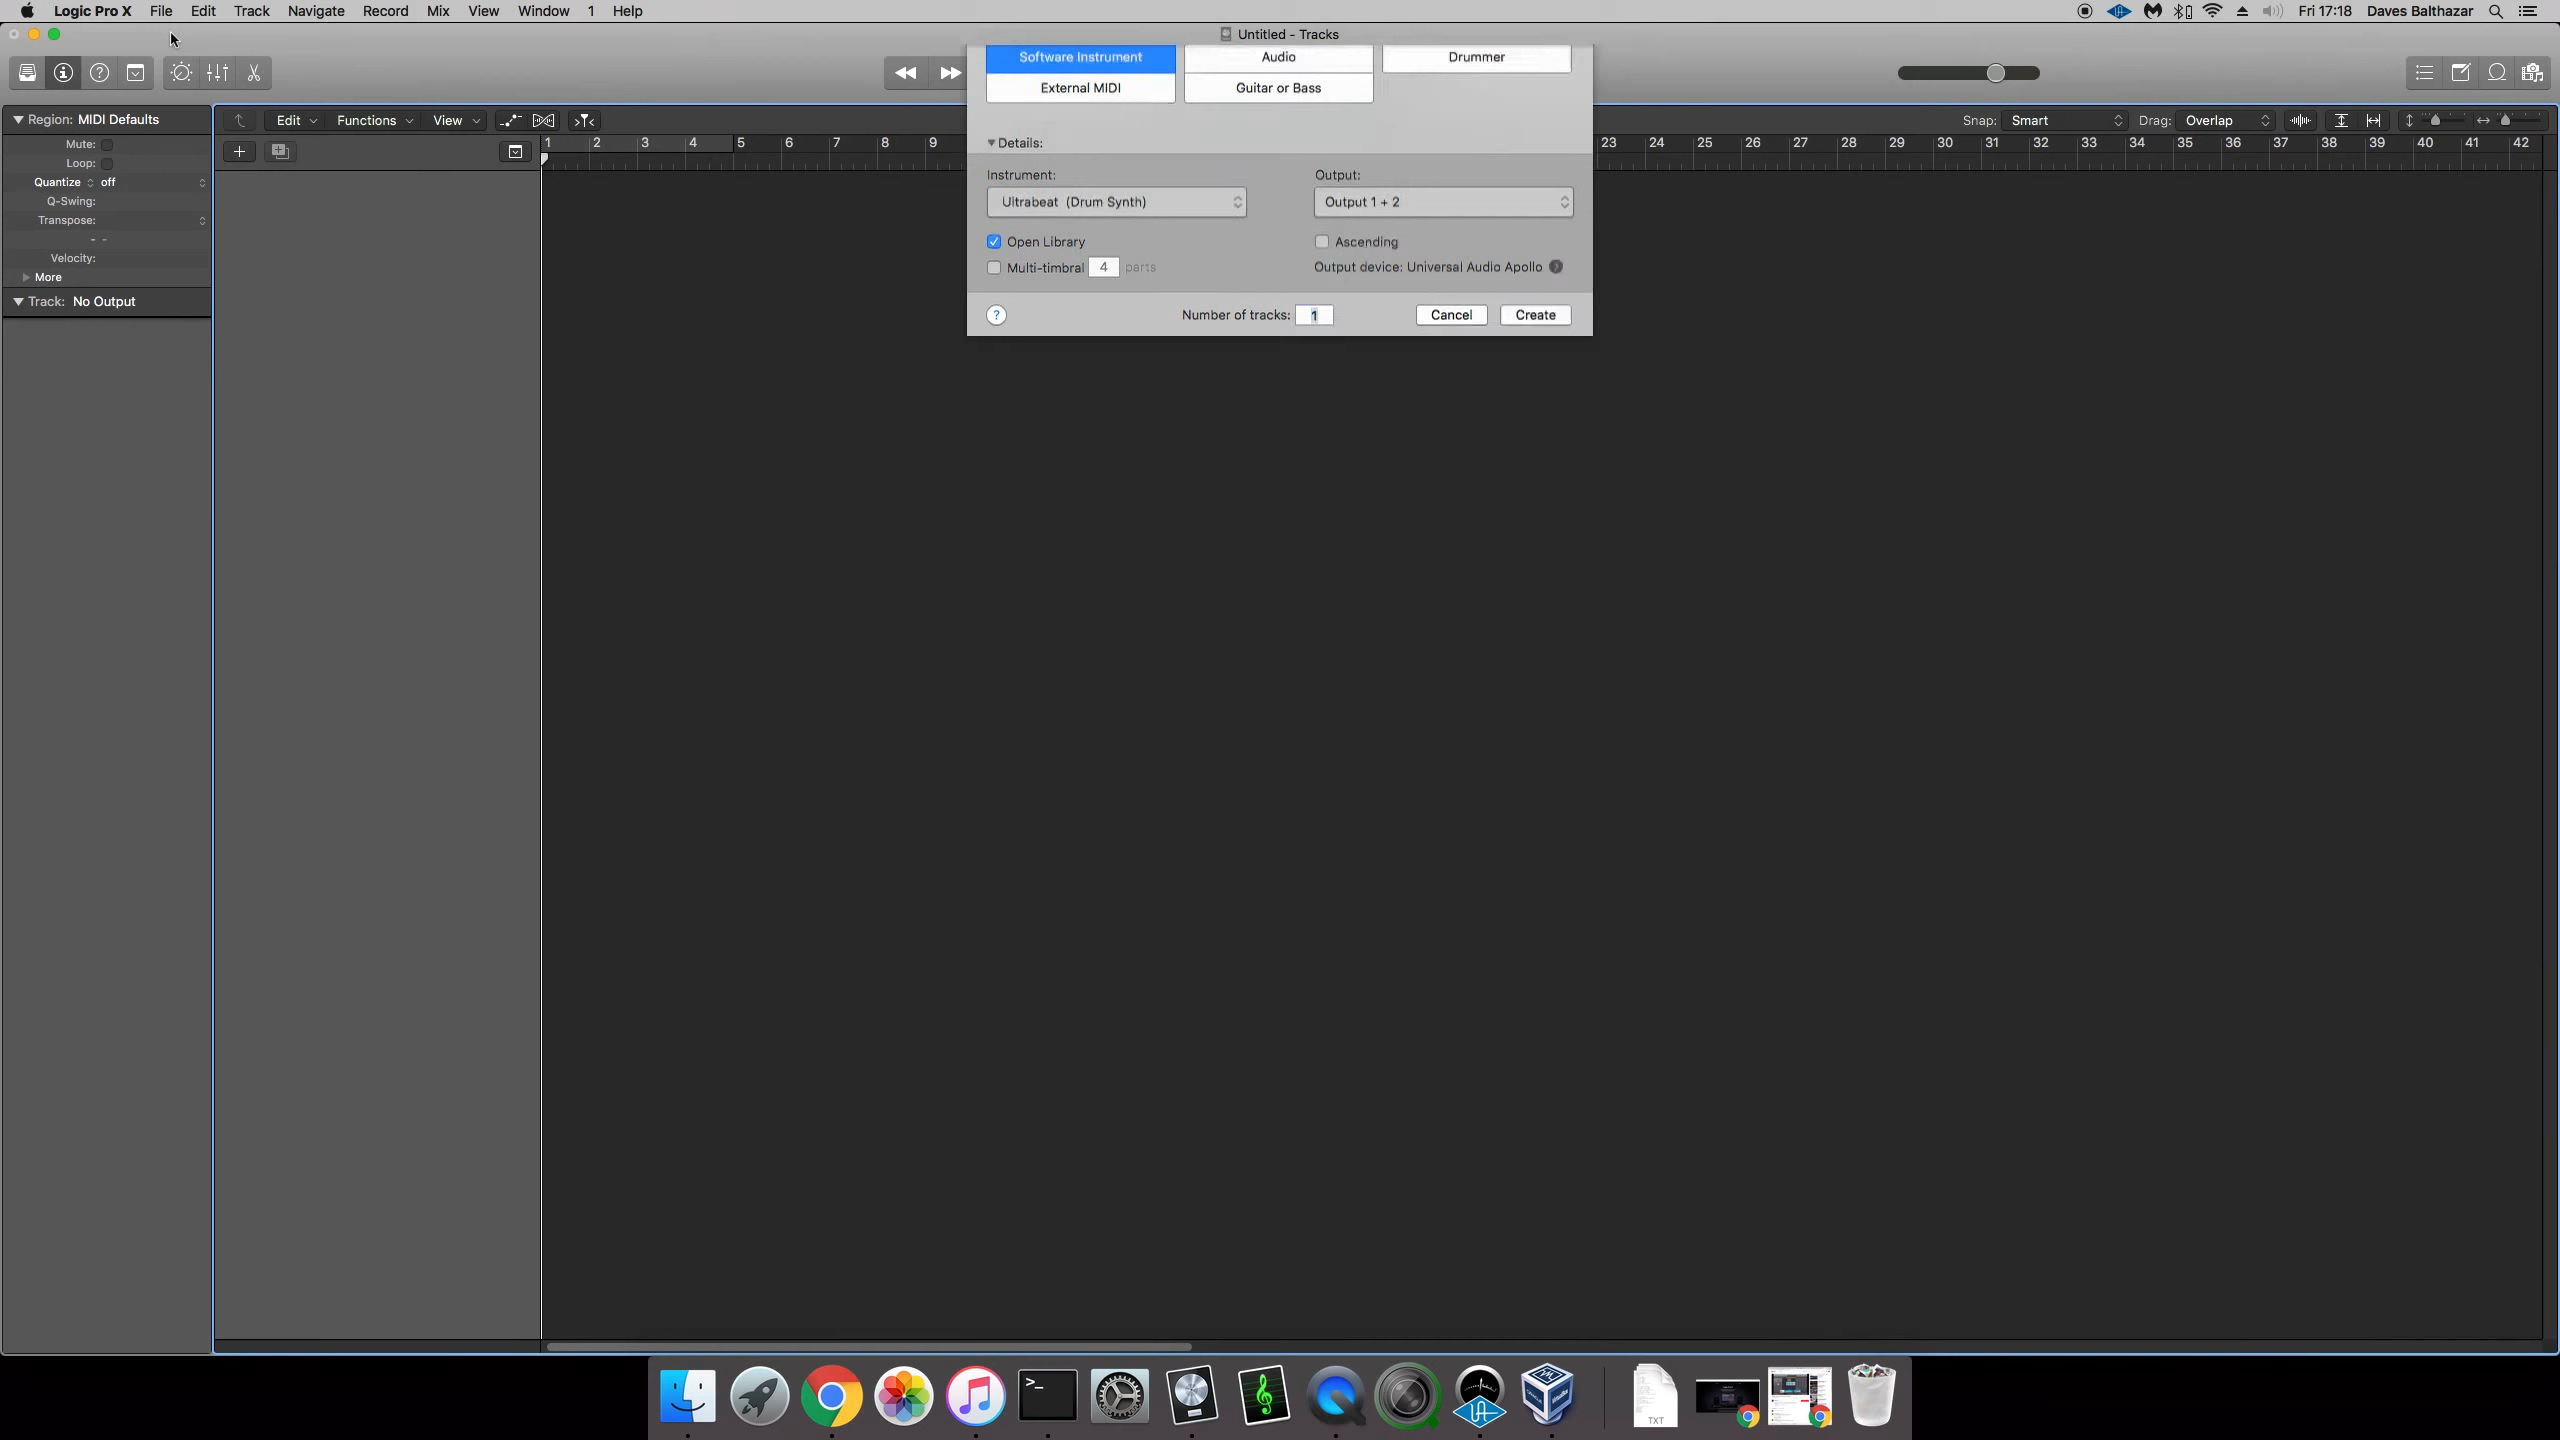 Logic Pro X File Edit Track Navigate Record Mix View Window 1 Help Fri 17:18 Daves Balthazar
Untitled - Tracks
Software Instrument Audio Drummer
External MIDI Guitar or Bass
Region: MIDI Defaults
Edit Functions View Snap: Smart Drag: Overlap
Mute:
1 2 3 4 5 6 7 8 9 23 24 25 26 27 28 29 30 31 32 33 34 35 36 37 38 39 40 41 42
Details:
Loop:
Quantize off
Instrument: Output:
Q-Swing:
Ultrabeat (Drum Synth) Output 1 + 2
Transpose:
- -
Open Library Ascending
Velocity:
Multi-timbral 4 parts Output device: Universal Audio Apollo
More
Track: No Output
? Number of tracks: 1 Cancel Create
>_
TXT